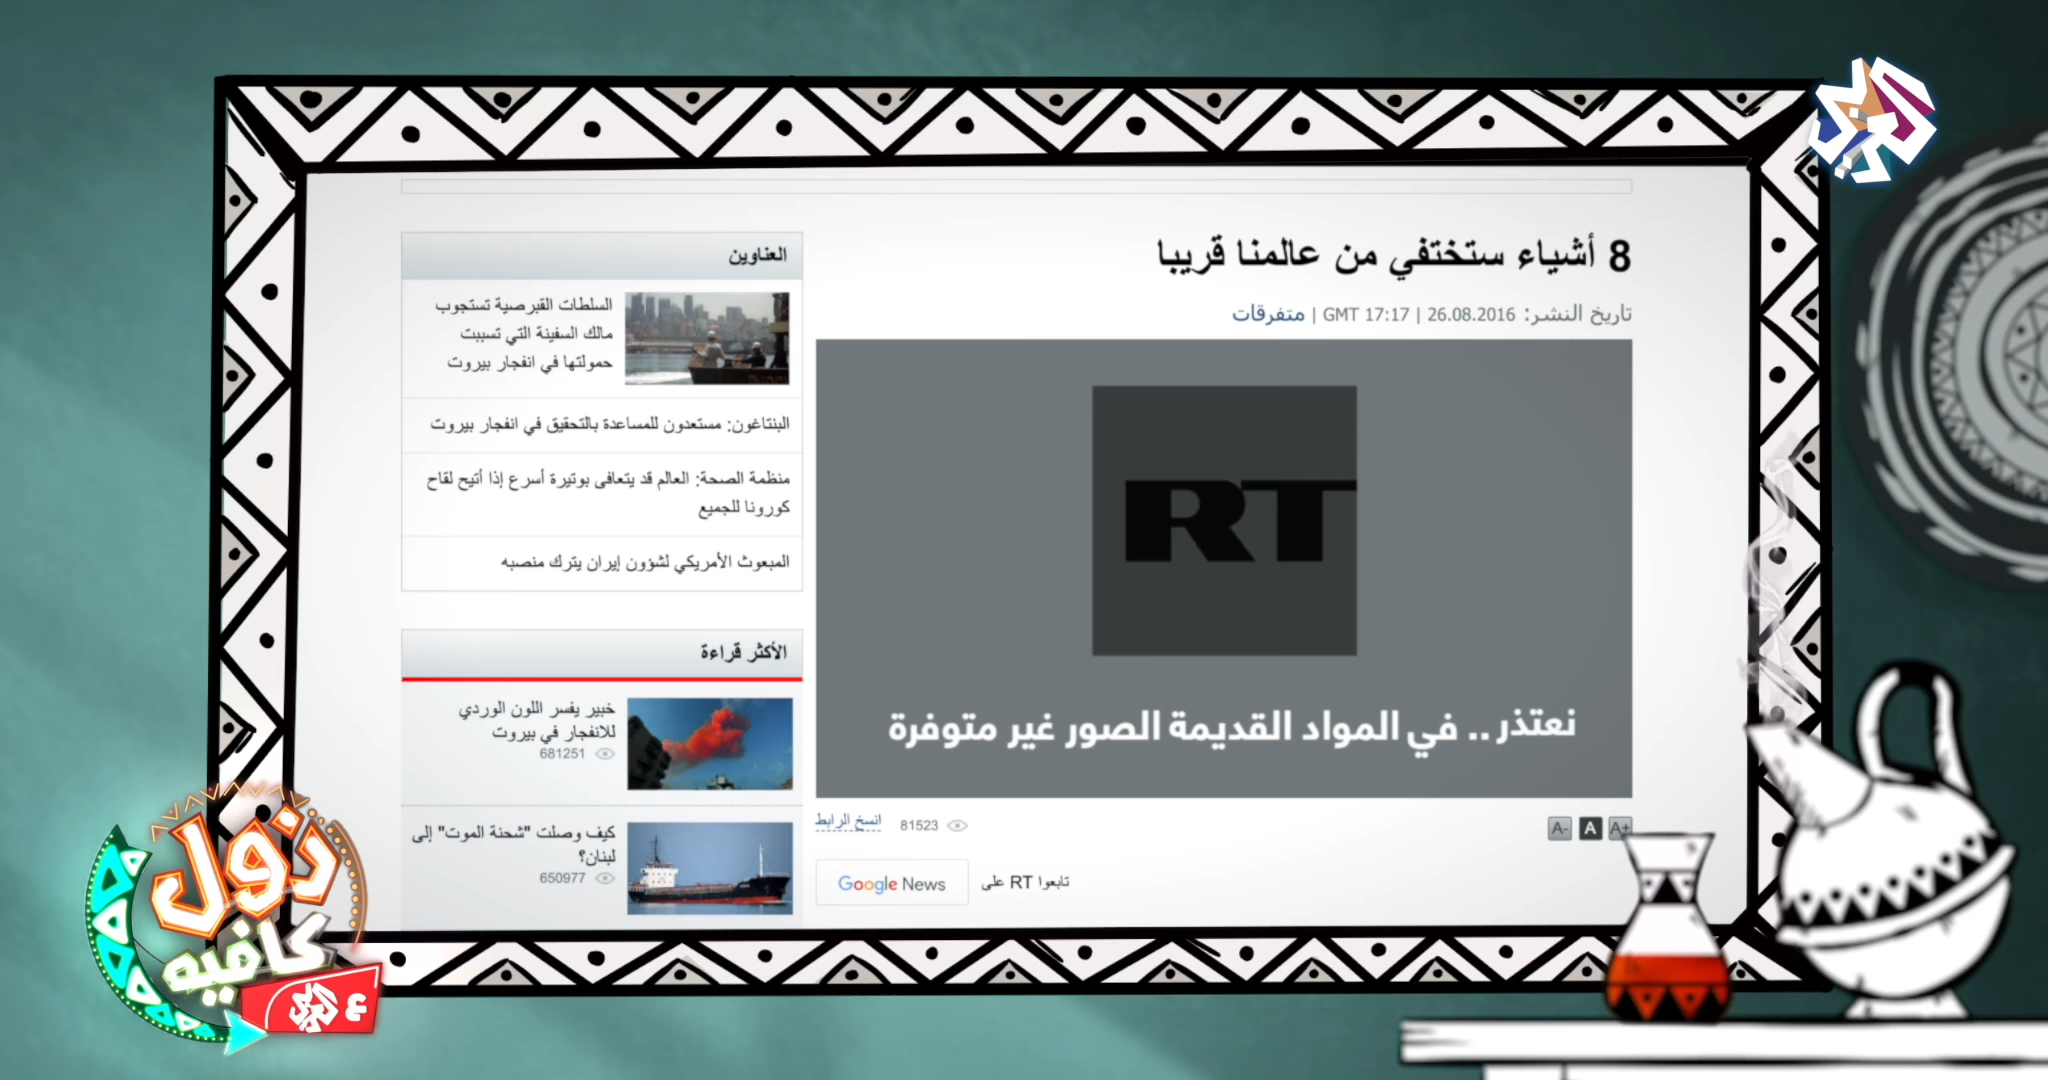 العربي
8 أشياء ستختفي من عالمنا قريبا
تاريخ النشر: 26.08.2016 | 17:17 GMT | متفرقات
RT
نعتذر .. في المواد القديمة الصور غير متوفرة
A+ A A-
81523
انسخ الرابط
تابعوا RT على
Google News
العناوين
السلطات القبرصية تستجوب
مالك السفينة التي تسببت
حمولتها في انفجار بيروت
البنتاغون: مستعدون للمساعدة بالتحقيق في انفجار بيروت
منظمة الصحة: العالم قد يتعافى بوتيرة أسرع إذا أتيح لقاح
كورونا للجميع
المبعوث الأمريكي لشؤون إيران يترك منصبه
الأكثر قراءة
خبير يفسر اللون الوردي
للانفجار في بيروت
681251
كيف وصلت "شحنة الموت" إلى
لبنان؟
650977
زول
كافيه
ع العربي